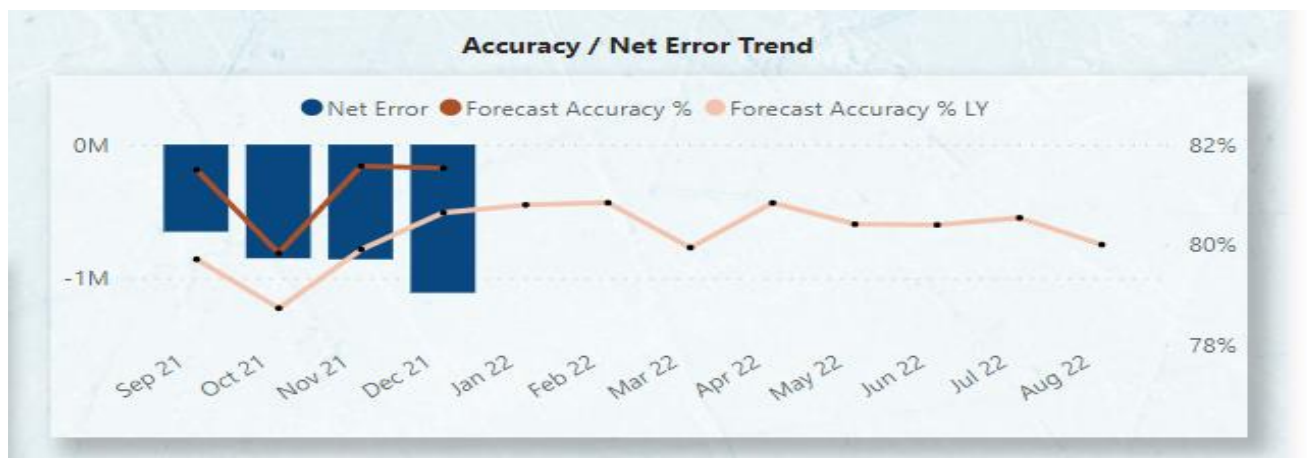 Accuracy / Net Error Trend
Net Error Forecast Accuracy % Forecast Accuracy % LY
0M 82%
80%
-1M
78%
Sep 21 Oct 21 Nov 21 Dec 21 Jan 22 Feb 22 Mar 22 Apr 22 May 22 Jun 22 Jul 22 Aug 22